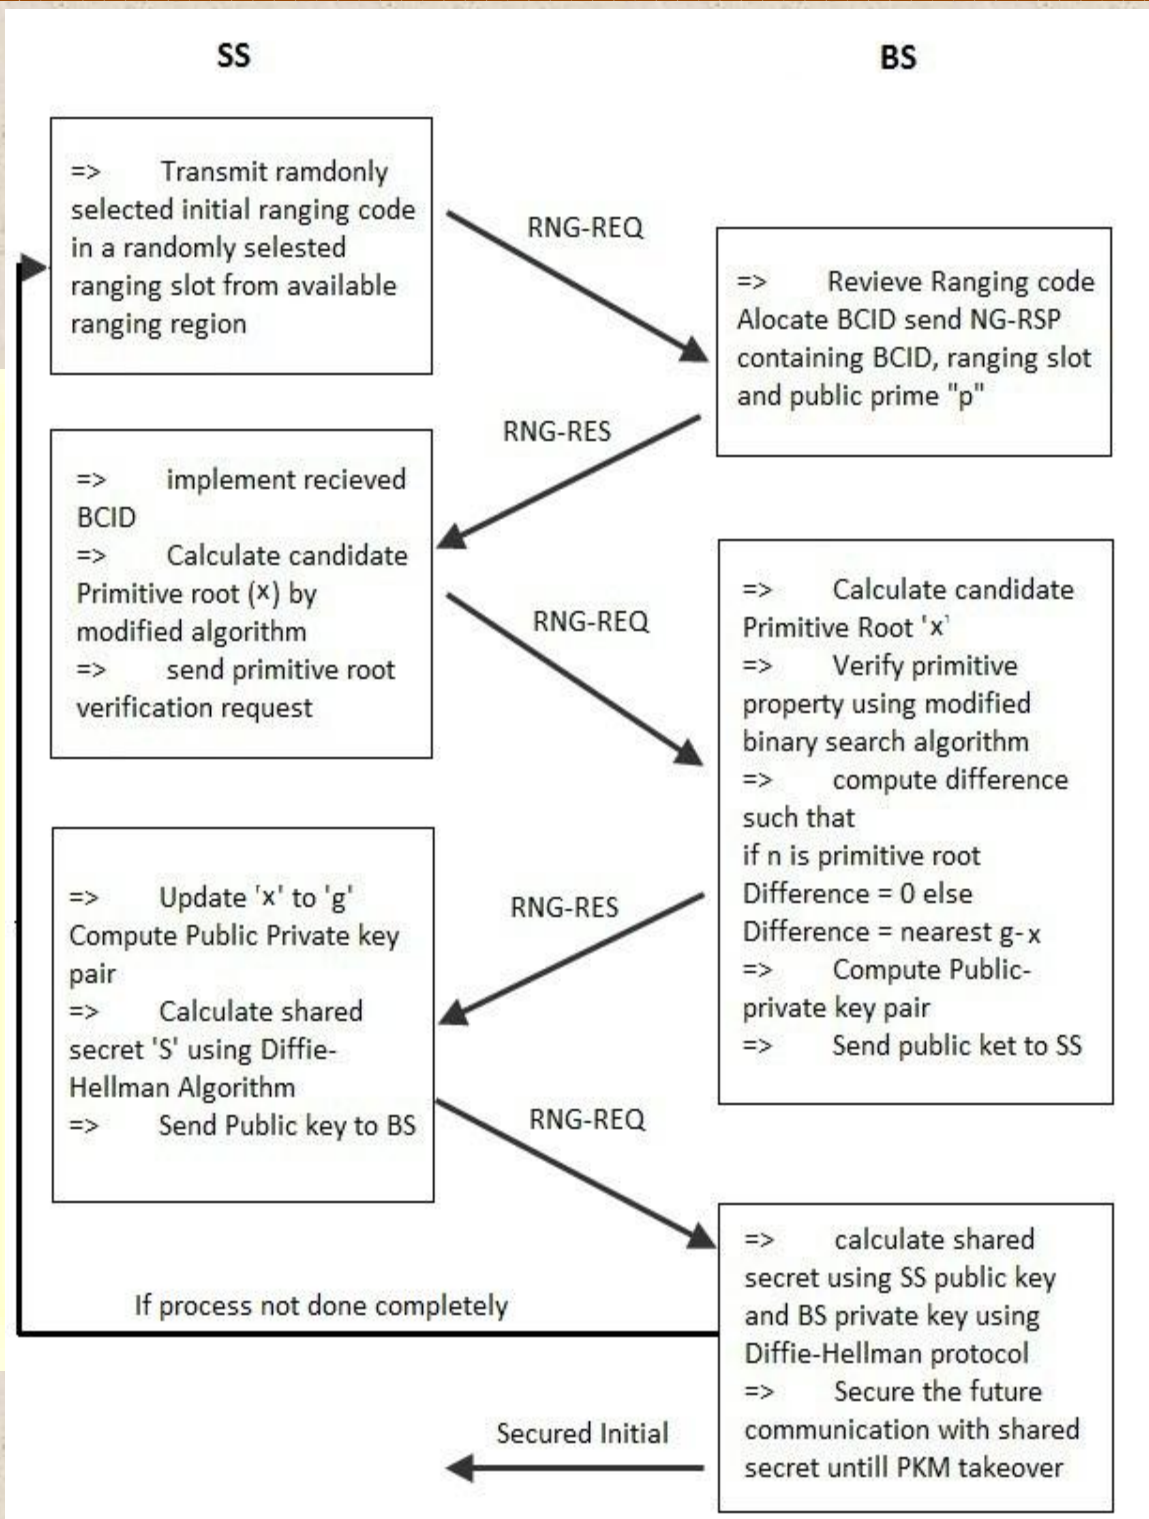 SS
BS
=> Transmit ramdonly
selected initial ranging code
in a randomly selested
ranging slot from available
ranging region
RNG-REQ
=> Revieve Ranging code
Alocate BCID send NG-RSP
containing BCID, ranging slot
and public prime "p"
RNG-RES
=> implement recieved
BCID
=> Calculate candidate
Primitive root (x) by
modified algorithm
=> send primitive root
verification request
RNG-REQ
=> Calculate candidate
Primitive Root 'x'
=> Verify primitive
property using modified
binary search algorithm
=> compute difference
such that
if n is primitive root
Difference = 0 else
Difference = nearest g-x
=> Compute Public-
private key pair
=> Send public ket to SS
RNG-RES
=> Update 'x' to 'g'
Compute Public Private key
pair
=> Calculate shared
secret 'S' using Diffie-
Hellman Algorithm
=> Send Public key to BS
RNG-REQ
=> calculate shared
secret using SS public key
and BS private key using
Diffie-Hellman protocol
=> Secure the future
communication with shared
secret untill PKM takeover
If process not done completely
Secured Initial